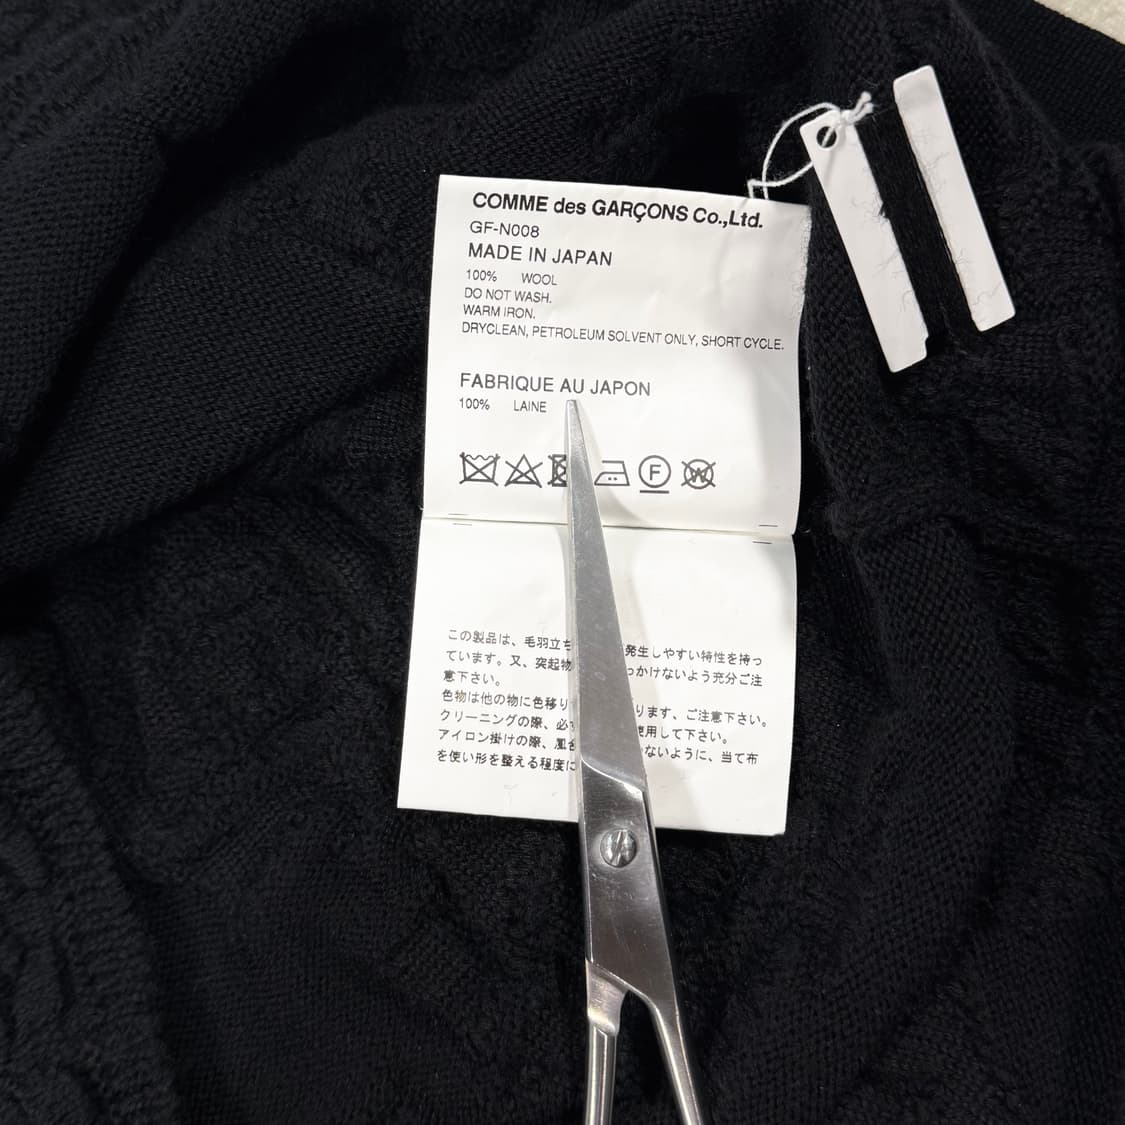 COMME des GARÇONS Co.,Ltd.
GF-N008
MADE IN JAPAN
100% WOOL
DO NOT WASH.
WARM IRON.
DRYCLEAN, PETROLEUM SOLVENT ONLY, SHORT CYCLE.
FABRIQUE AU JAPON
100% LAINE
F W
この製品は、毛羽立ち 発生しやすい特性を持っ
ています。又、突起物 っかけないよう充分ご注
意下さい。
色物は他の物に色移り ります、ご注意下さい。
クリーニングの際、必ず 使用して下さい。
アイロン掛けの際、風合 ないように、当て布
を使い形を整える程度に